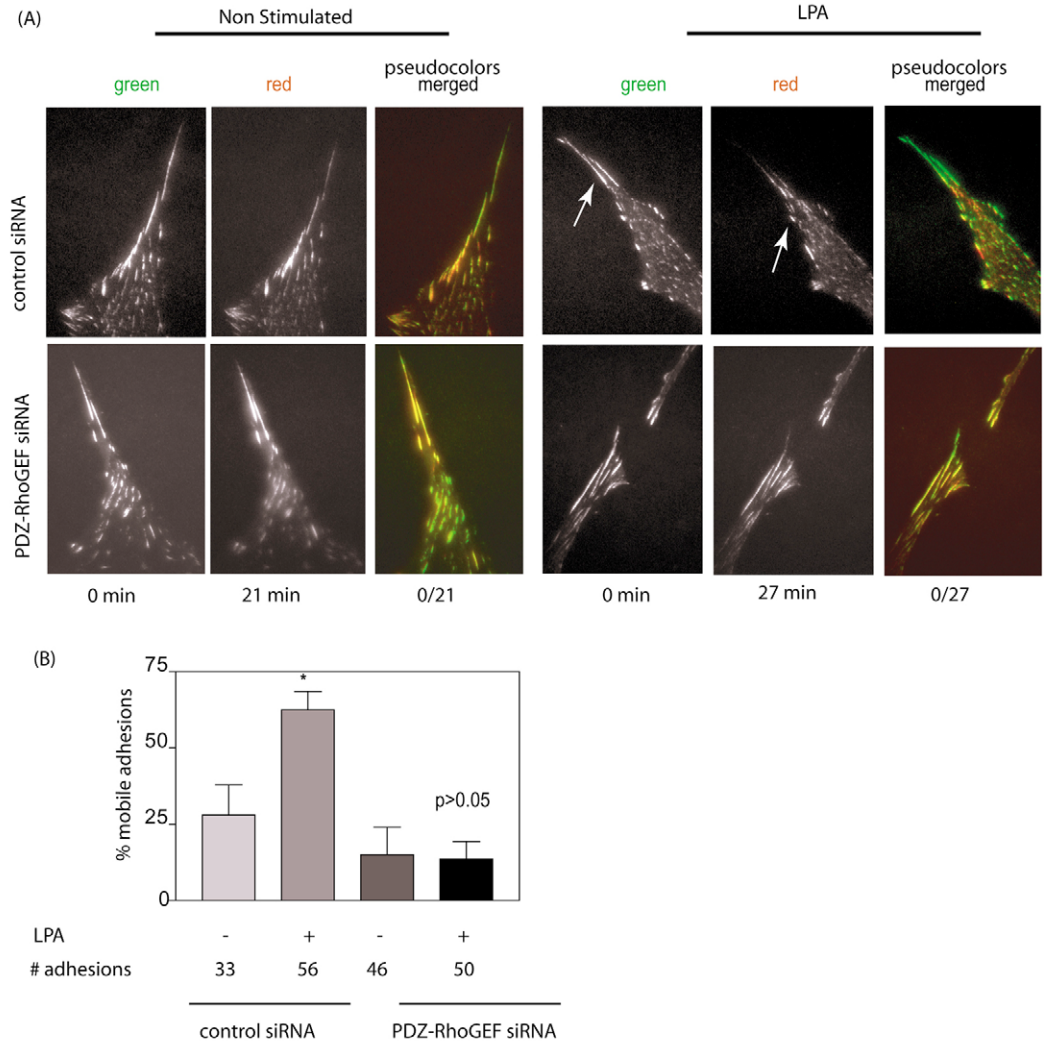 (A)
Non Stimulated
LPA
green
red
pseudocolors
merged
green
red
pseudocolors
merged
control siRNA
PDZ-RhoGEF siRNA
0 min
21 min
0/21
0 min
27 min
0/27
(B)
% mobile adhesions
75
50
25
0
*
p>0.05
LPA - + - +
# adhesions 33 56 46 50
control siRNA
PDZ-RhoGEF siRNA